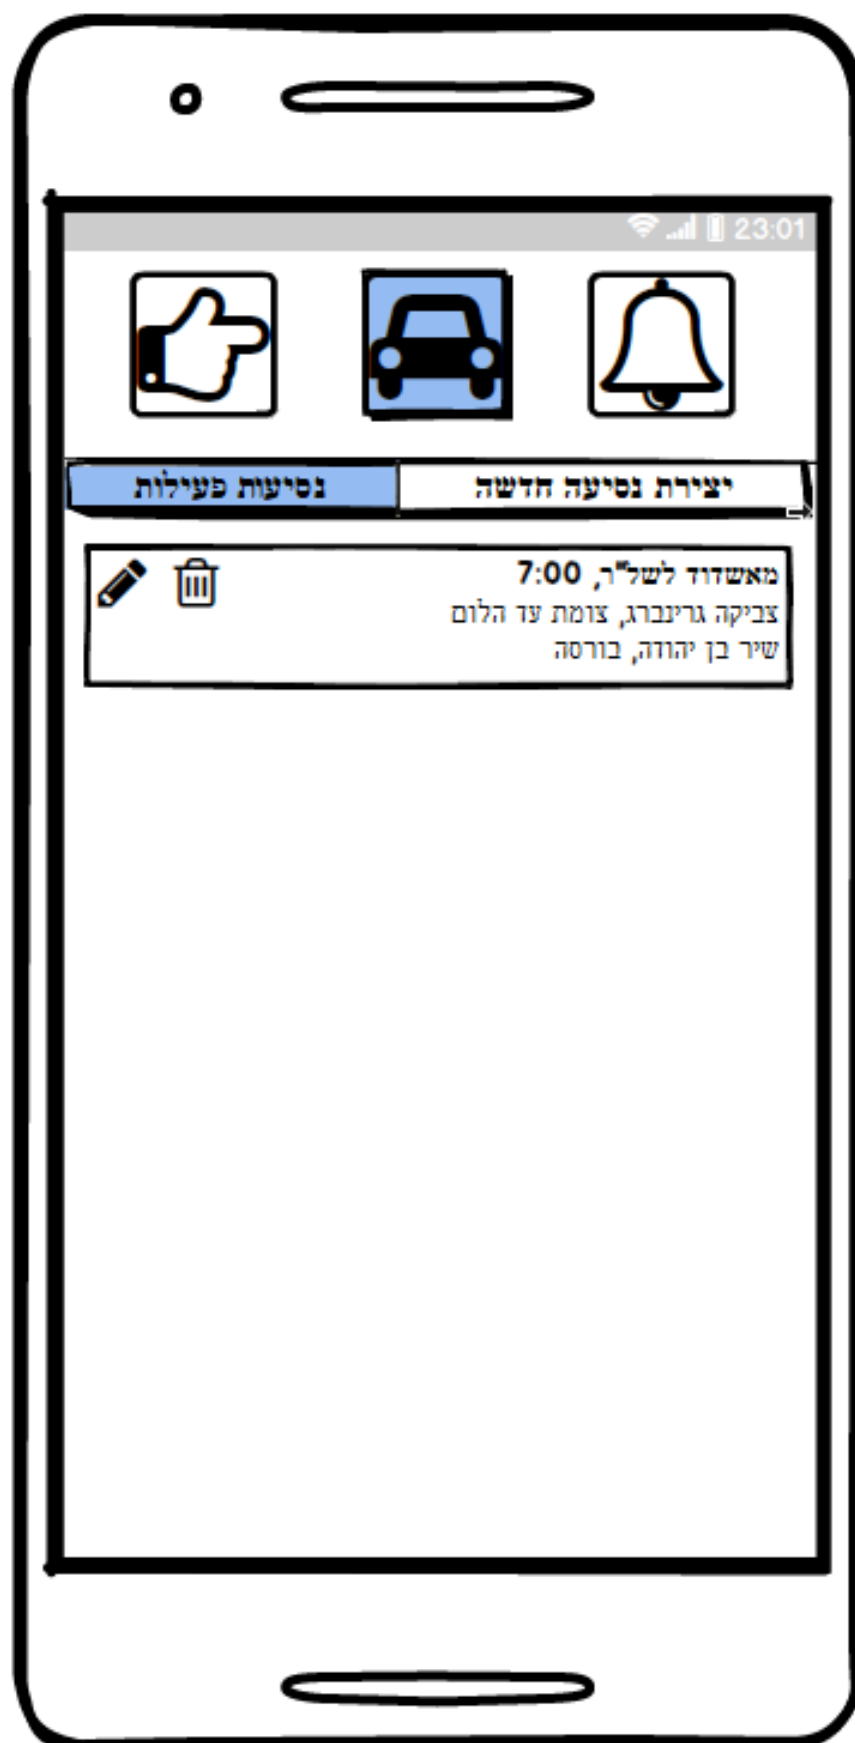 23:01
יצירת נסיעה חדשה
נסיעות פעילות
מאשדוד לשל"ר, 7:00
צביקה גרינברג, צומת עד הלום
שיר בן יהודה, בורסה